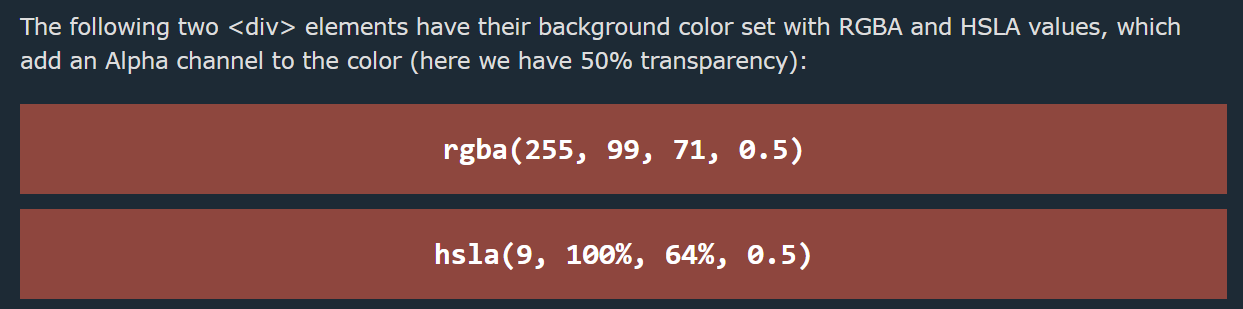 The following two <div> elements have their background color set with RGBA and HSLA values, which
add an Alpha channel to the color (here we have 50% transparency):
rgba(255, 99, 71, 0.5)
hsla(9, 100%, 64%, 0.5)